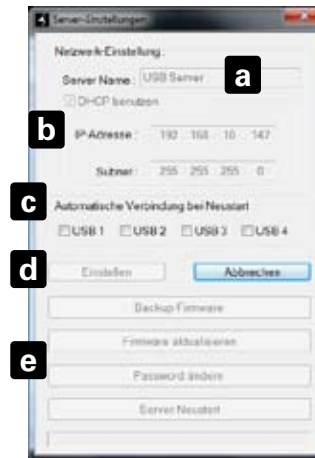 Server-Einstellungen
Netzwerk-Einstellung:
Server Name: USB Server
a
DHCP benutzen
b
IP-Adresse: 192 168 10 147
Subnet: 255 255 255 0
c
Automatische Verbindung bei Neustart
USB 1 USB 2 USB 3 USB 4
d
Einstellen Abbrechen
Backup Firmware
Firmware aktualisieren
e
Password ändern
Server Neustart